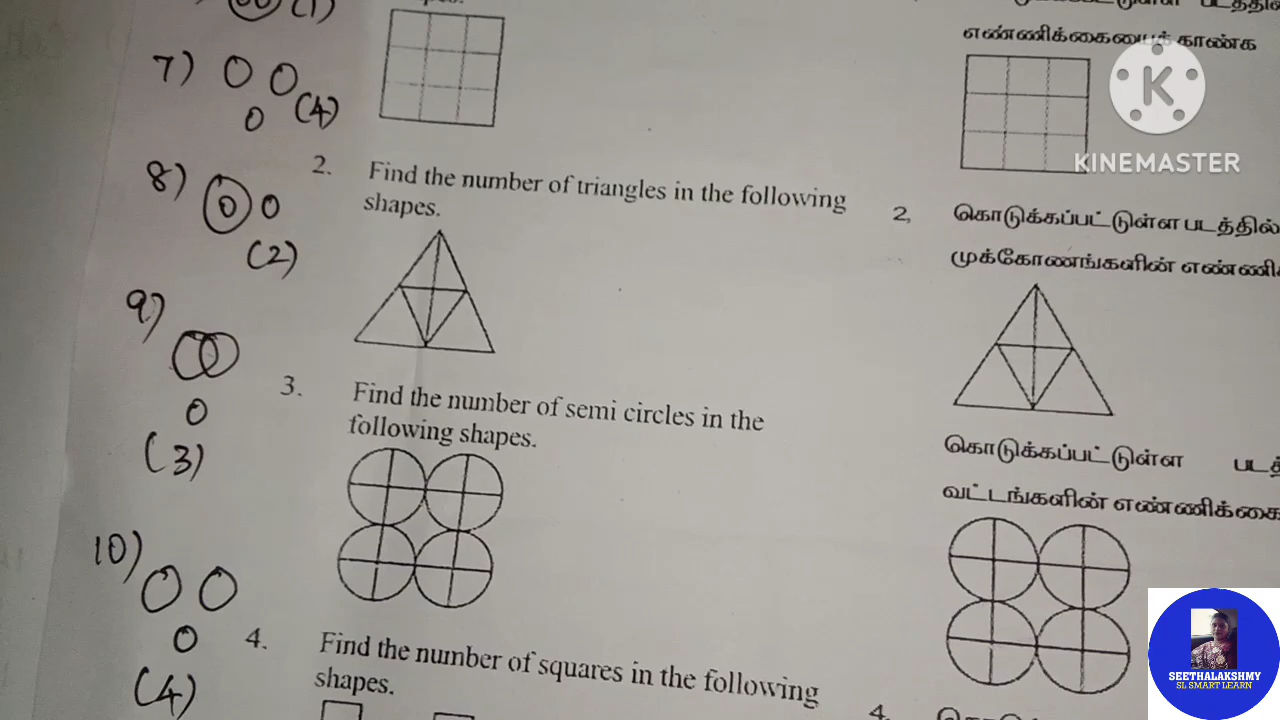 (1)
எண்ணிக்கையைக் காண்க
7)
(4)
K
KINEMASTER
8)
(2)
2. Find the number of triangles in the following
shapes.
2, கொடுக்கப்பட்டுள்ள படத்தில்
முக்கோணங்களின்
9)
(3)
3. Find the number of semi circles in the
following shapes.
கொடுக்கப்பட்டுள்ள
வட்டங்களின் எண்ணிக்கை
10)
(4)
4. Find the number of squares in the following
shapes.
4.
SEETHALAKSHMY
SL SMART LEARN